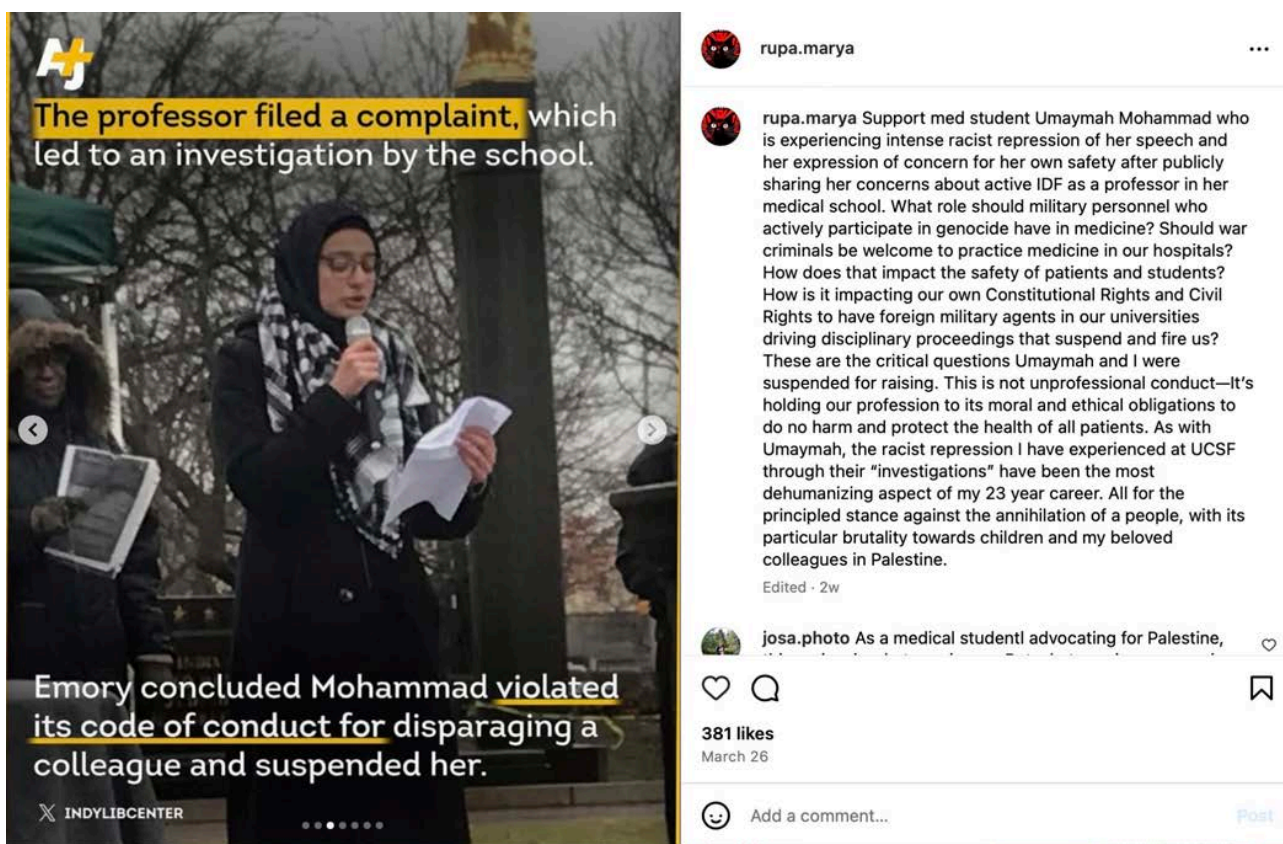 AJ+
The professor filed a complaint, which
led to an investigation by the school.
Emory concluded Mohammad violated
its code of conduct for disparaging a
colleague and suspended her.
X INDYLIBCENTER
rupa.marya
rupa.marya Support med student Umaymah Mohammad who
is experiencing intense racist repression of her speech and
her expression of concern for her own safety after publicly
sharing her concerns about active IDF as a professor in her
medical school. What role should military personnel who
actively participate in genocide have in medicine? Should war
criminals be welcome to practice medicine in our hospitals?
How does that impact the safety of patients and students?
How is it impacting our own Constitutional Rights and Civil
Rights to have foreign military agents in our universities
driving disciplinary proceedings that suspend and fire us?
These are the critical questions Umaymah and I were
suspended for raising. This is not unprofessional conduct—It's
holding our profession to its moral and ethical obligations to
do no harm and protect the health of all patients. As with
Umaymah, the racist repression I have experienced at UCSF
through their “investigations” have been the most
dehumanizing aspect of my 23 year career. All for the
principled stance against the annihilation of a people, with its
particular brutality towards children and my beloved
colleagues in Palestine.
Edited · 2w
josa.photo As a medical studentI advocating for Palestine,
381 likes
March 26
Add a comment...
Post